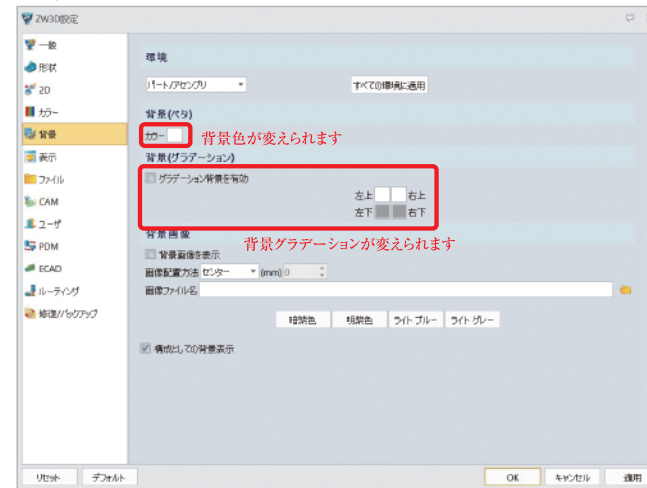 ZW3D設定
一般
形状
2D
カラー
背景
表示
ファイル
CAM
ユーザ
PDM
ECAD
ルーティング
修復/バックアップ
環境
パート/アセンブリ
すべての環境に適用
背景(ベタ)
カラー
背景色が変えられます
背景(グラデーション)
グラデーション背景を有効
左上 右上
左下 右下
背景画像
背景グラデーションが変えられます
背景画像を表示
画像配置方法 センター (mm) 0
画像ファイル名
暗紫色 明紫色 ライト ブルー ライト グレー
構成としての背景表示
リセット デフォルト OK キャンセル 適用